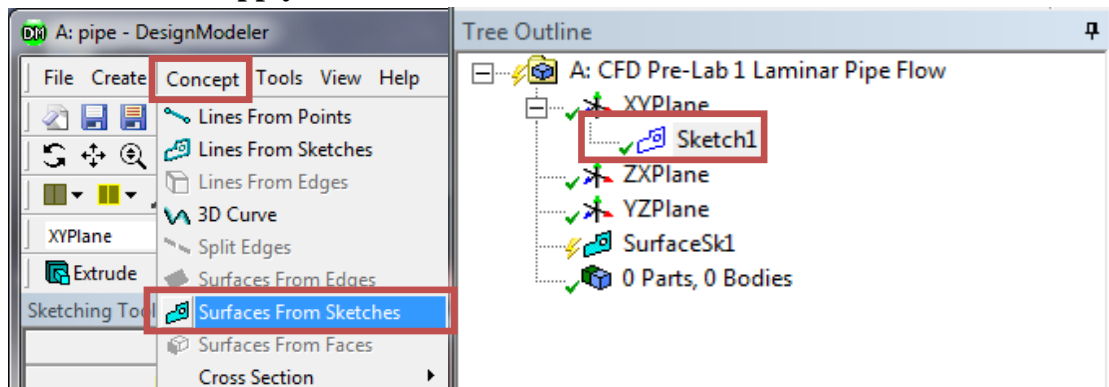 A: pipe - DesignModeler
File Create Concept Tools View Help
Lines From Points
Lines From Sketches
Lines From Edges
3D Curve
XYPlane
Split Edges
Extrude
Surfaces From Edges
Sketching Tool
Surfaces From Sketches
Surfaces From Faces
Cross Section
Tree Outline
A: CFD Pre-Lab 1 Laminar Pipe Flow
XYPlane
Sketch1
ZXPlane
YZPlane
SurfaceSk1
0 Parts, 0 Bodies